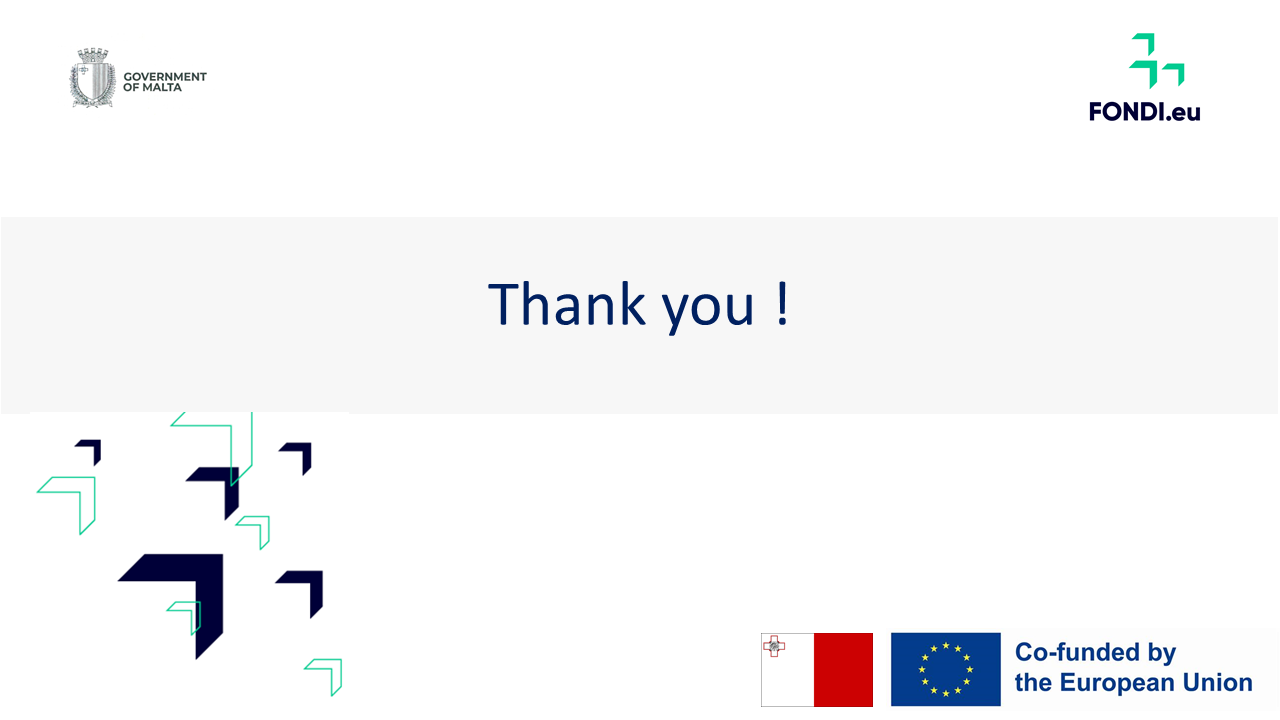 GOVERNMENT
OF MALTA
FONDI.eu
Thank you !
Co-funded by
the European Union